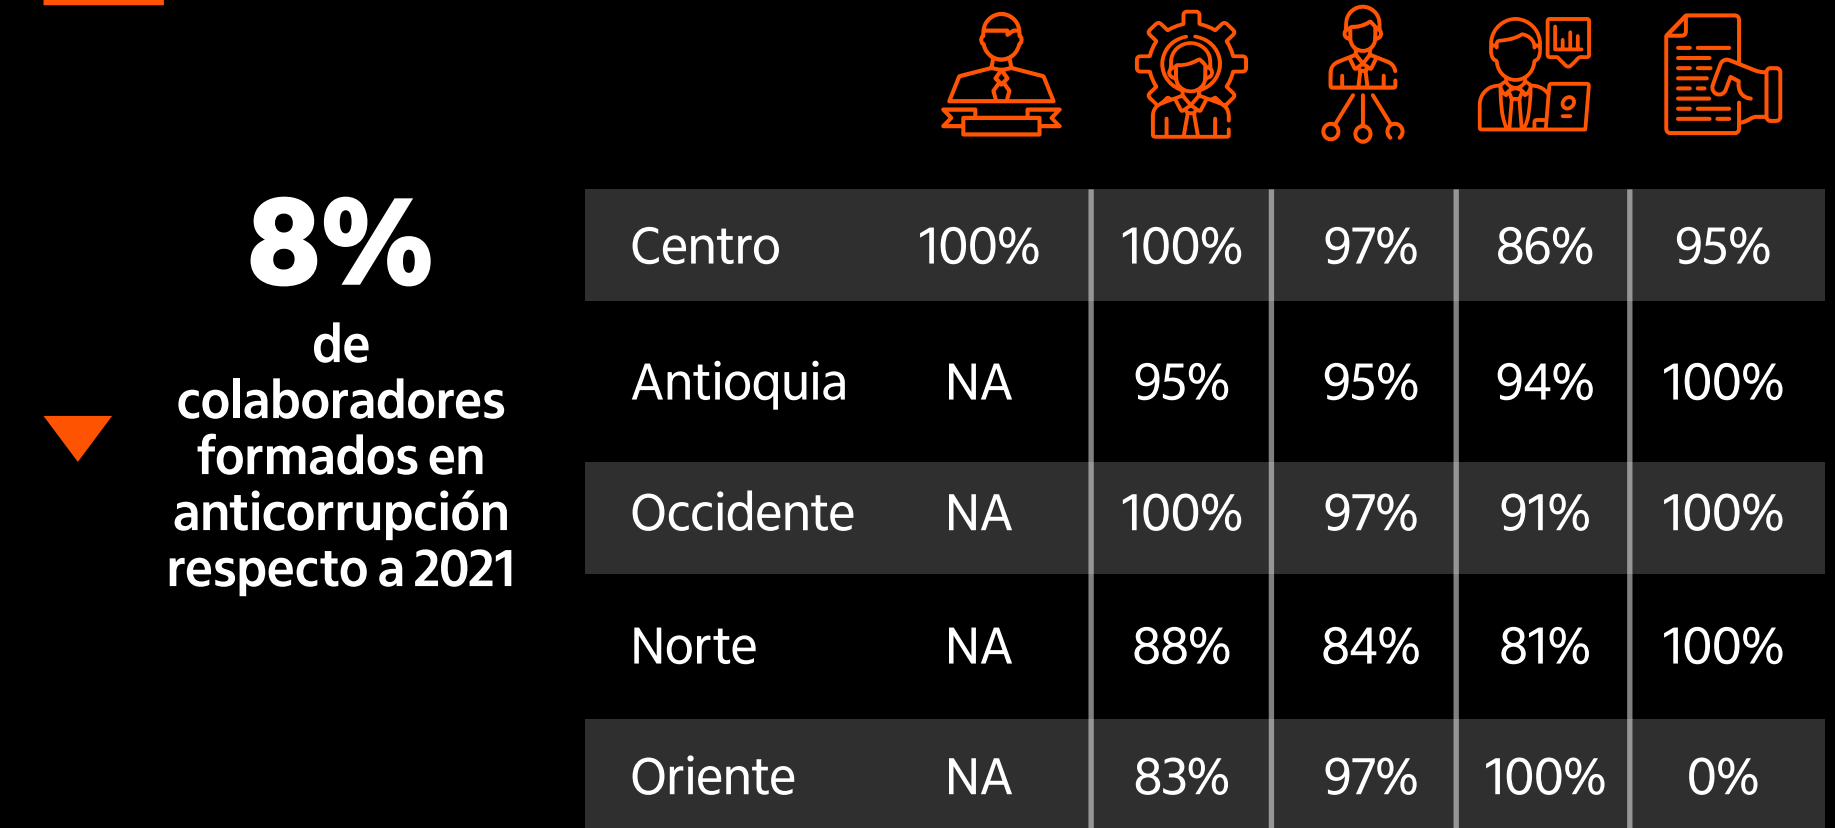 8%
de
colaboradores
formados en
anticorrupción
respecto a 2021
Centro 100% 100% 97% 86% 95%
Antioquia NA 95% 95% 94% 100%
Occidente NA 100% 97% 91% 100%
Norte NA 88% 84% 81% 100%
Oriente NA 83% 97% 100% 0%